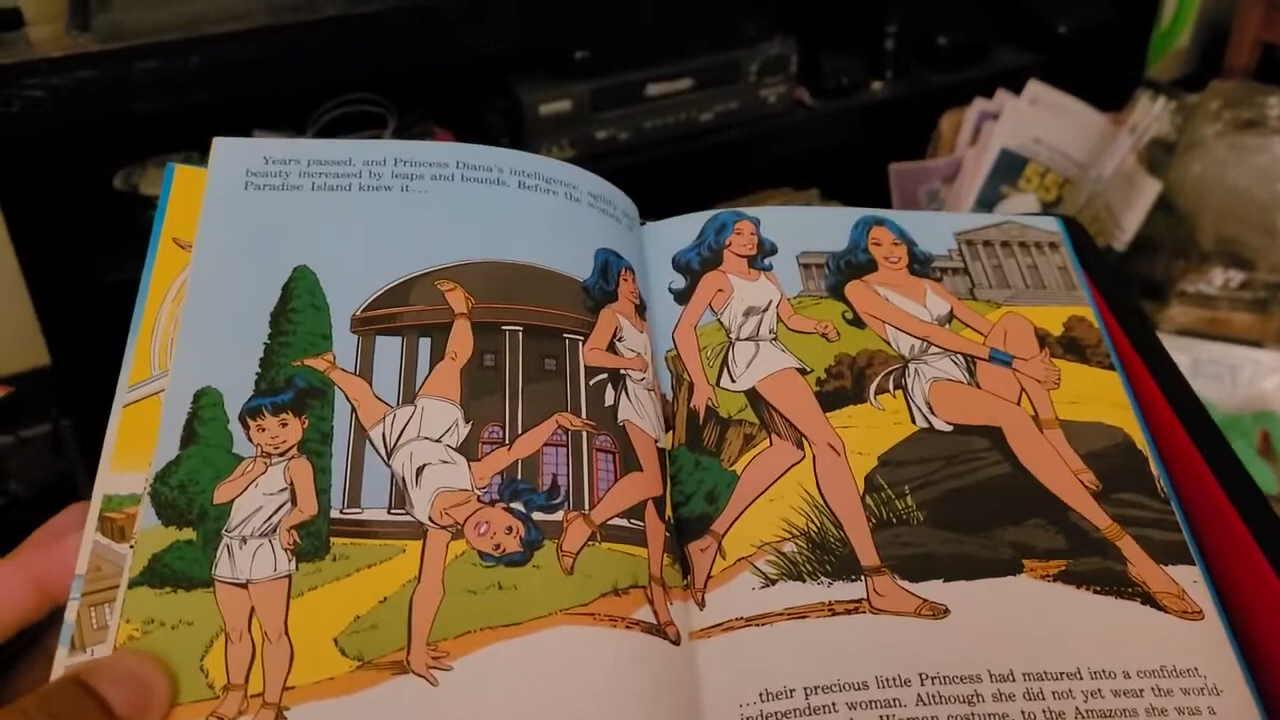 Years passed, and Princess Diana's intelligence, agility
beauty increased by leaps and bounds. Before the women
Paradise Island knew it...
...their precious little Princess had matured into a confident,
independent woman. Although she did not yet wear the world-
Woman costume, to the Amazons she was a
55